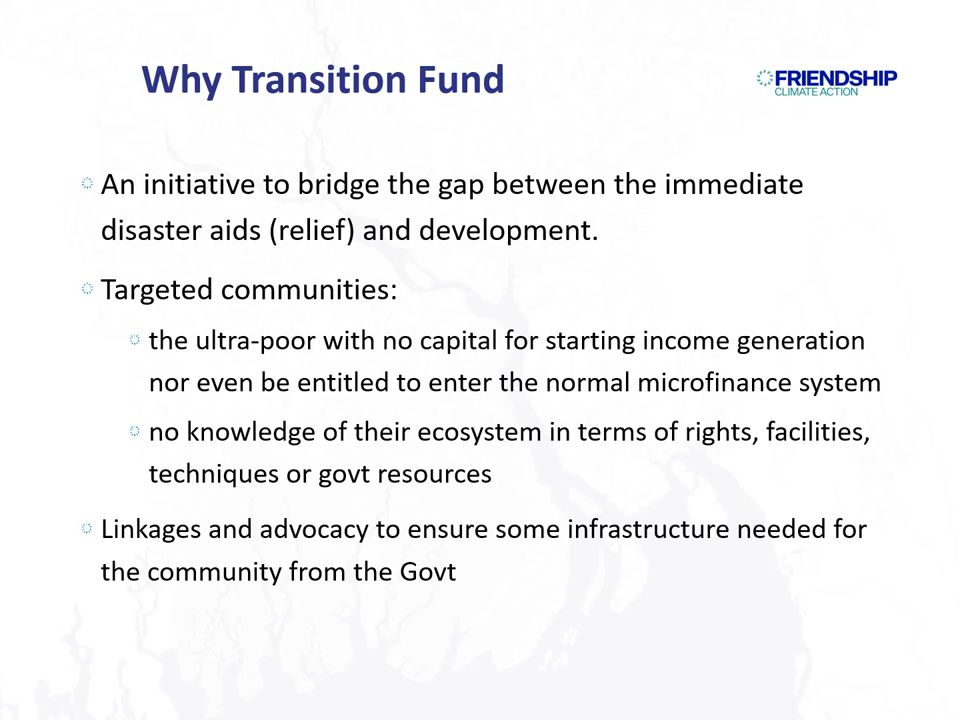 Why Transition Fund
FRIENDSHIP
CLIMATE ACTION
An initiative to bridge the gap between the immediate
disaster aids (relief) and development.
Targeted communities:
the ultra-poor with no capital for starting income generation
nor even be entitled to enter the normal microfinance system
no knowledge of their ecosystem in terms of rights, facilities,
techniques or govt resources
Linkages and advocacy to ensure some infrastructure needed for
the community from the Govt